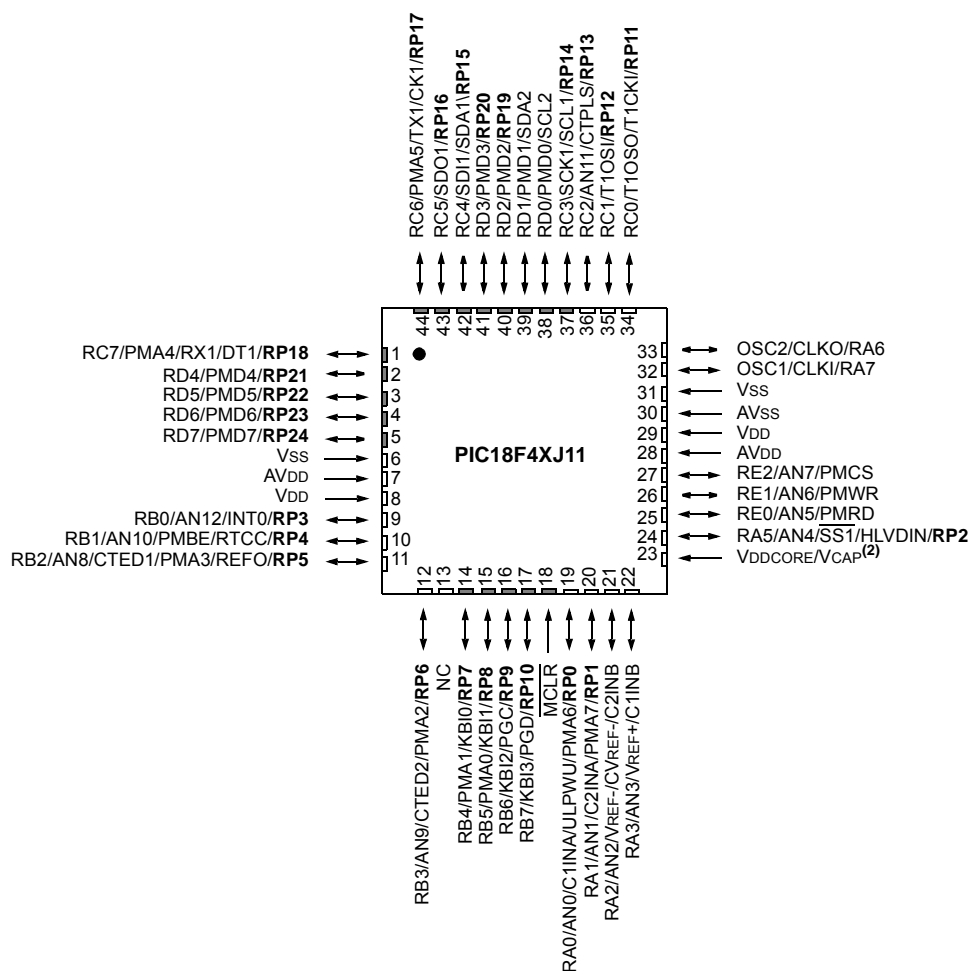 RC6/PMA5/TX1/CK1/RP17
RC5/SDO1/RP16
RC4/SDI1/SDA1\RP15
RD3/PMD3/RP20
RD2/PMD2/RP19
RD1/PMD1/SDA2
RD0/PMD0/SCL2
RC3\SCK1/SCL1/RP14
RC2/AN11/CTPLS/RP13
RC1/T1OSI/RP12
RC0/T1OSO/T1CKI/RP11
44
43
42
41
40
39
38
37
36
35
34
RC7/PMA4/RX1/DT1/RP18 1
RD4/PMD4/RP21 2
RD5/PMD5/RP22 3
RD6/PMD6/RP23 4
RD7/PMD7/RP24 5
VSS 6
AVDD 7
VDD 8
RB0/AN12/INT0/RP3 9
RB1/AN10/PMBE/RTCC/RP4 10
RB2/AN8/CTED1/PMA3/REFO/RP5 11
PIC18F4XJ11
33 OSC2/CLKO/RA6
32 OSC1/CLKI/RA7
31 VSS
30 AVSS
29 VDD
28 AVDD
27 RE2/AN7/PMCS
26 RE1/AN6/PMWR
25 RE0/AN5/PMRD
24 RA5/AN4/SS1/HLVDIN/RP2
23 VDDCORE/VCAP(2)
12
13
14
15
16
17
18
19
20
21
22
RB3/AN9/CTED2/PMA2/RP6
NC
RB4/PMA1/KBI0/RP7
RB5/PMA0/KBI1/RP8
RB6/KBI2/PGC/RP9
RB7/KBI3/PGD/RP10
MCLR
RA0/AN0/C1INA/ULPWU/PMA6/RP0
RA1/AN1/C2INA/PMA7/RP1
RA2/AN2/VREF-/CVREF-/C2INB
RA3/AN3/VREF+/C1INB